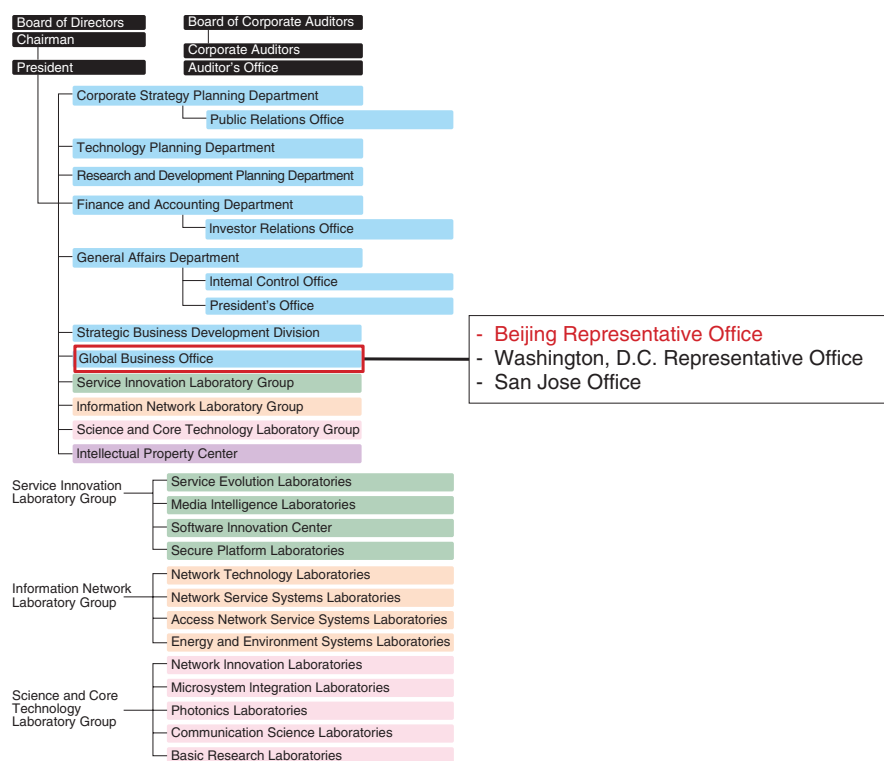 Board of Directors
Chairman
President
Board of Corporate Auditors
Corporate Auditors
Auditor's Office
Corporate Strategy Planning Department
Public Relations Office
Technology Planning Department
Research and Development Planning Department
Finance and Accounting Department
Investor Relations Office
General Affairs Department
Internal Control Office
President's Office
Strategic Business Development Division
Global Business Office
- Beijing Representative Office
- Washington, D.C. Representative Office
- San Jose Office
Service Innovation Laboratory Group
Information Network Laboratory Group
Science and Core Technology Laboratory Group
Intellectual Property Center
Service Innovation
Laboratory Group
Service Evolution Laboratories
Media Intelligence Laboratories
Software Innovation Center
Secure Platform Laboratories
Information Network
Laboratory Group
Network Technology Laboratories
Network Service Systems Laboratories
Access Network Service Systems Laboratories
Energy and Environment Systems Laboratories
Science and Core
Technology
Laboratory Group
Network Innovation Laboratories
Microsystem Integration Laboratories
Photonics Laboratories
Communication Science Laboratories
Basic Research Laboratories